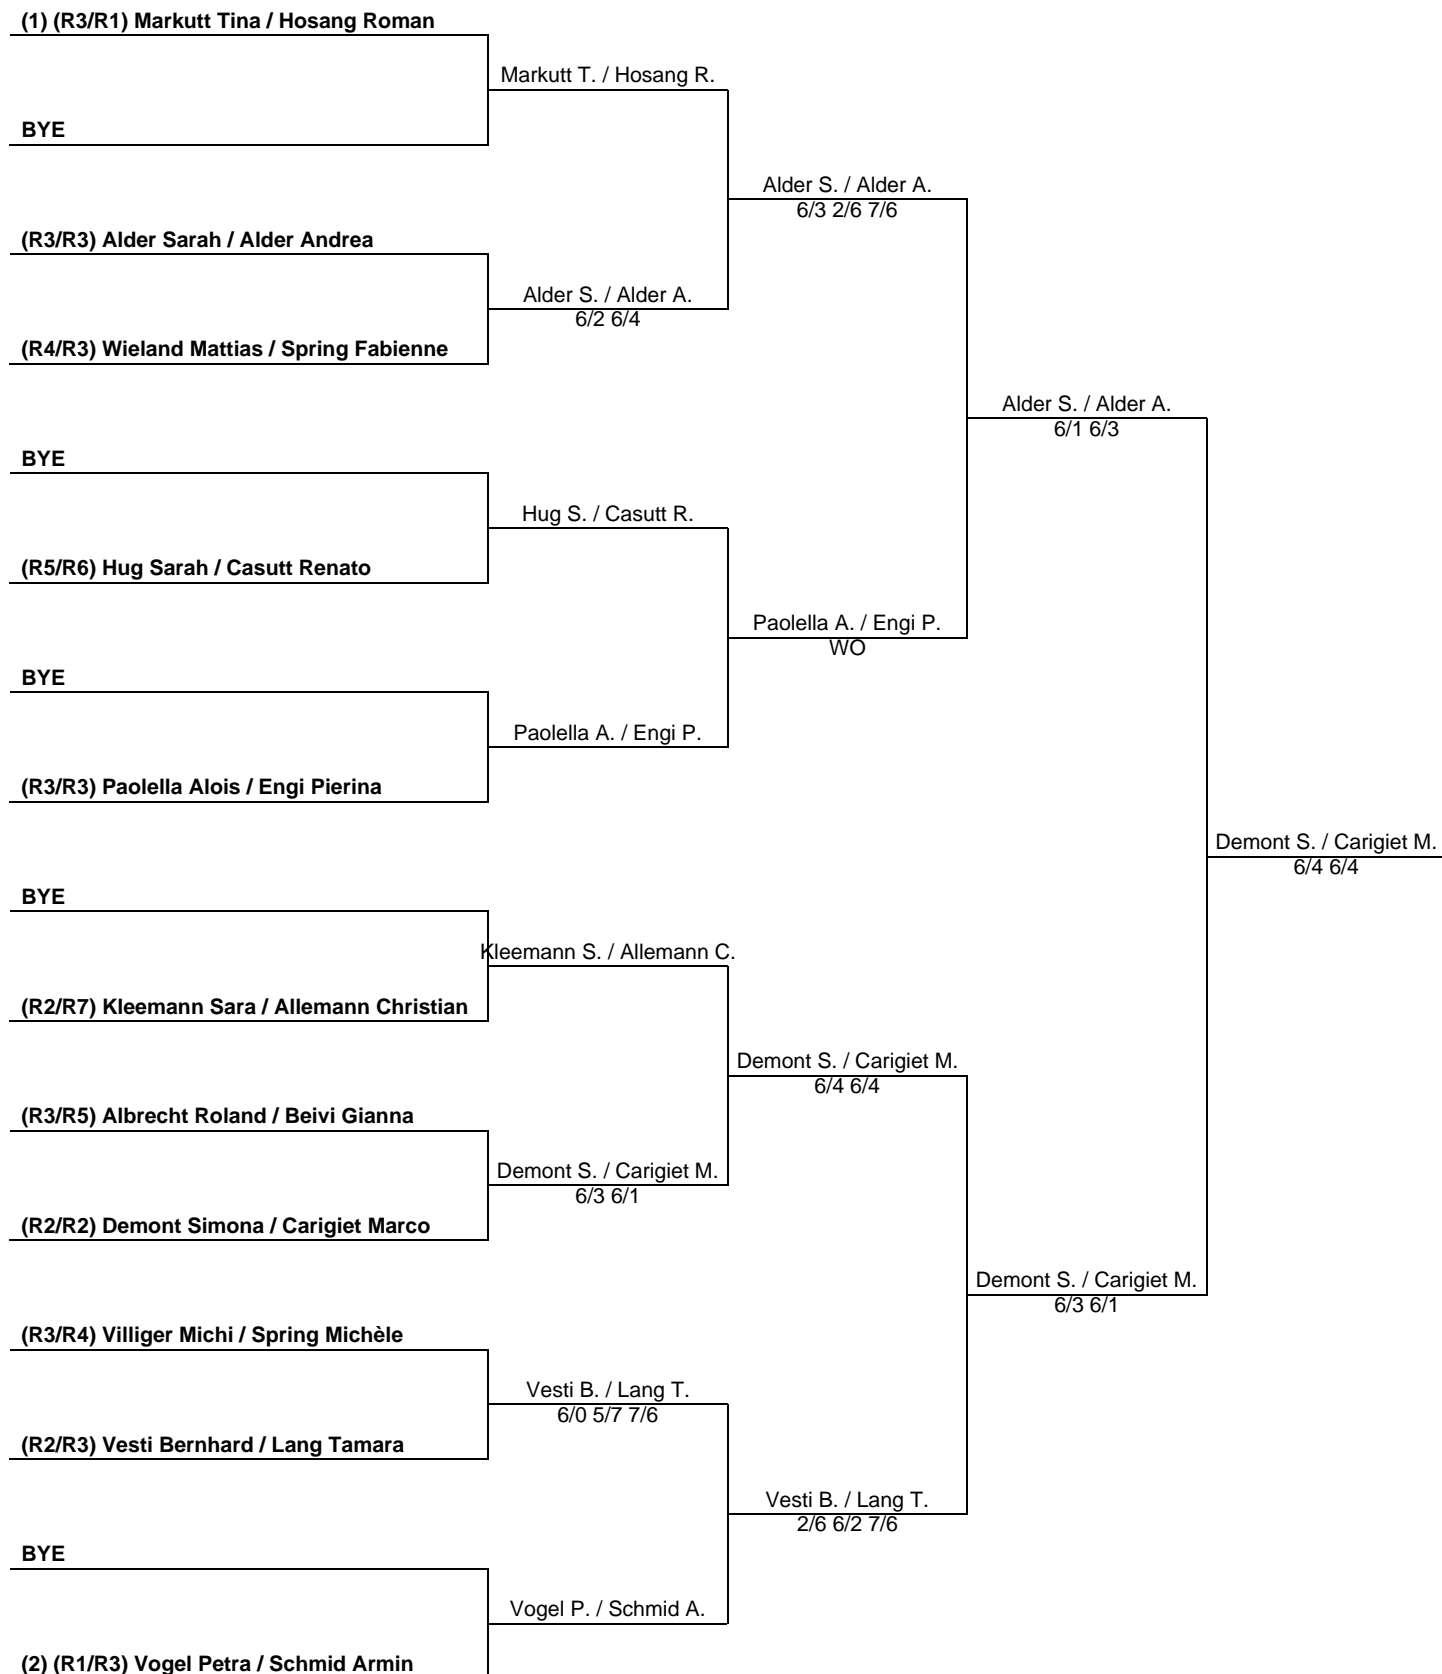 (1) (R3/R1) Markutt Tina / Hosang Roman
Markutt T. / Hosang R.
BYE
Alder S. / Alder A.
6/3 2/6 7/6
(R3/R3) Alder Sarah / Alder Andrea
Alder S. / Alder A.
6/2 6/4
(R4/R3) Wieland Mattias / Spring Fabienne
Alder S. / Alder A.
6/1 6/3
BYE
Hug S. / Casutt R.
(R5/R6) Hug Sarah / Casutt Renato
Paolella A. / Engi P.
WO
BYE
Paolella A. / Engi P.
(R3/R3) Paolella Alois / Engi Pierina
Demont S. / Carigiet M.
6/4 6/4
BYE
Kleemann S. / Allemann C.
(R2/R7) Kleemann Sara / Allemann Christian
Demont S. / Carigiet M.
6/4 6/4
(R3/R5) Albrecht Roland / Beivi Gianna
Demont S. / Carigiet M.
6/3 6/1
(R2/R2) Demont Simona / Carigiet Marco
Demont S. / Carigiet M.
6/3 6/1
(R3/R4) Villiger Michi / Spring Michèle
Vesti B. / Lang T.
6/0 5/7 7/6
(R2/R3) Vesti Bernhard / Lang Tamara
Vesti B. / Lang T.
2/6 6/2 7/6
BYE
Vogel P. / Schmid A.
(2) (R1/R3) Vogel Petra / Schmid Armin